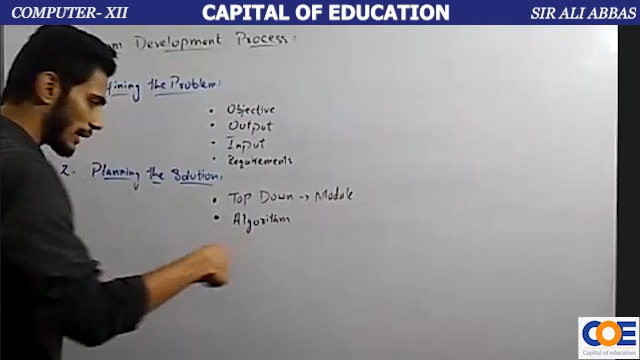 COMPUTER- XII CAPITAL OF EDUCATION SIR ALI ABBAS
Development Process:
the Problem:
• Objective
• Output
• Input
• Requirements
2. Planning the Solution:
• Top Down → Module
• Algorithm
COE
Capital of education